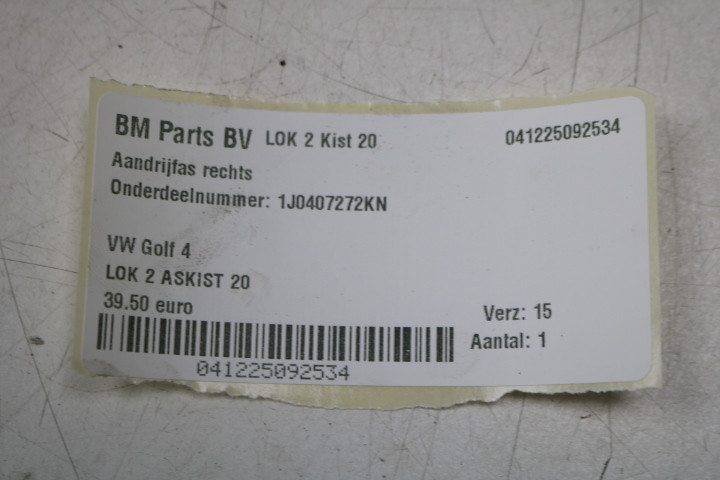 BM Parts BV LOK 2 Kist 20 041225092534
Aandrijfas rechts
Onderdeelnummer: 1J0407272KN
VW Golf 4
LOK 2 ASKIST 20
39.50 euro Verz: 15
Aantal: 1
041225092534